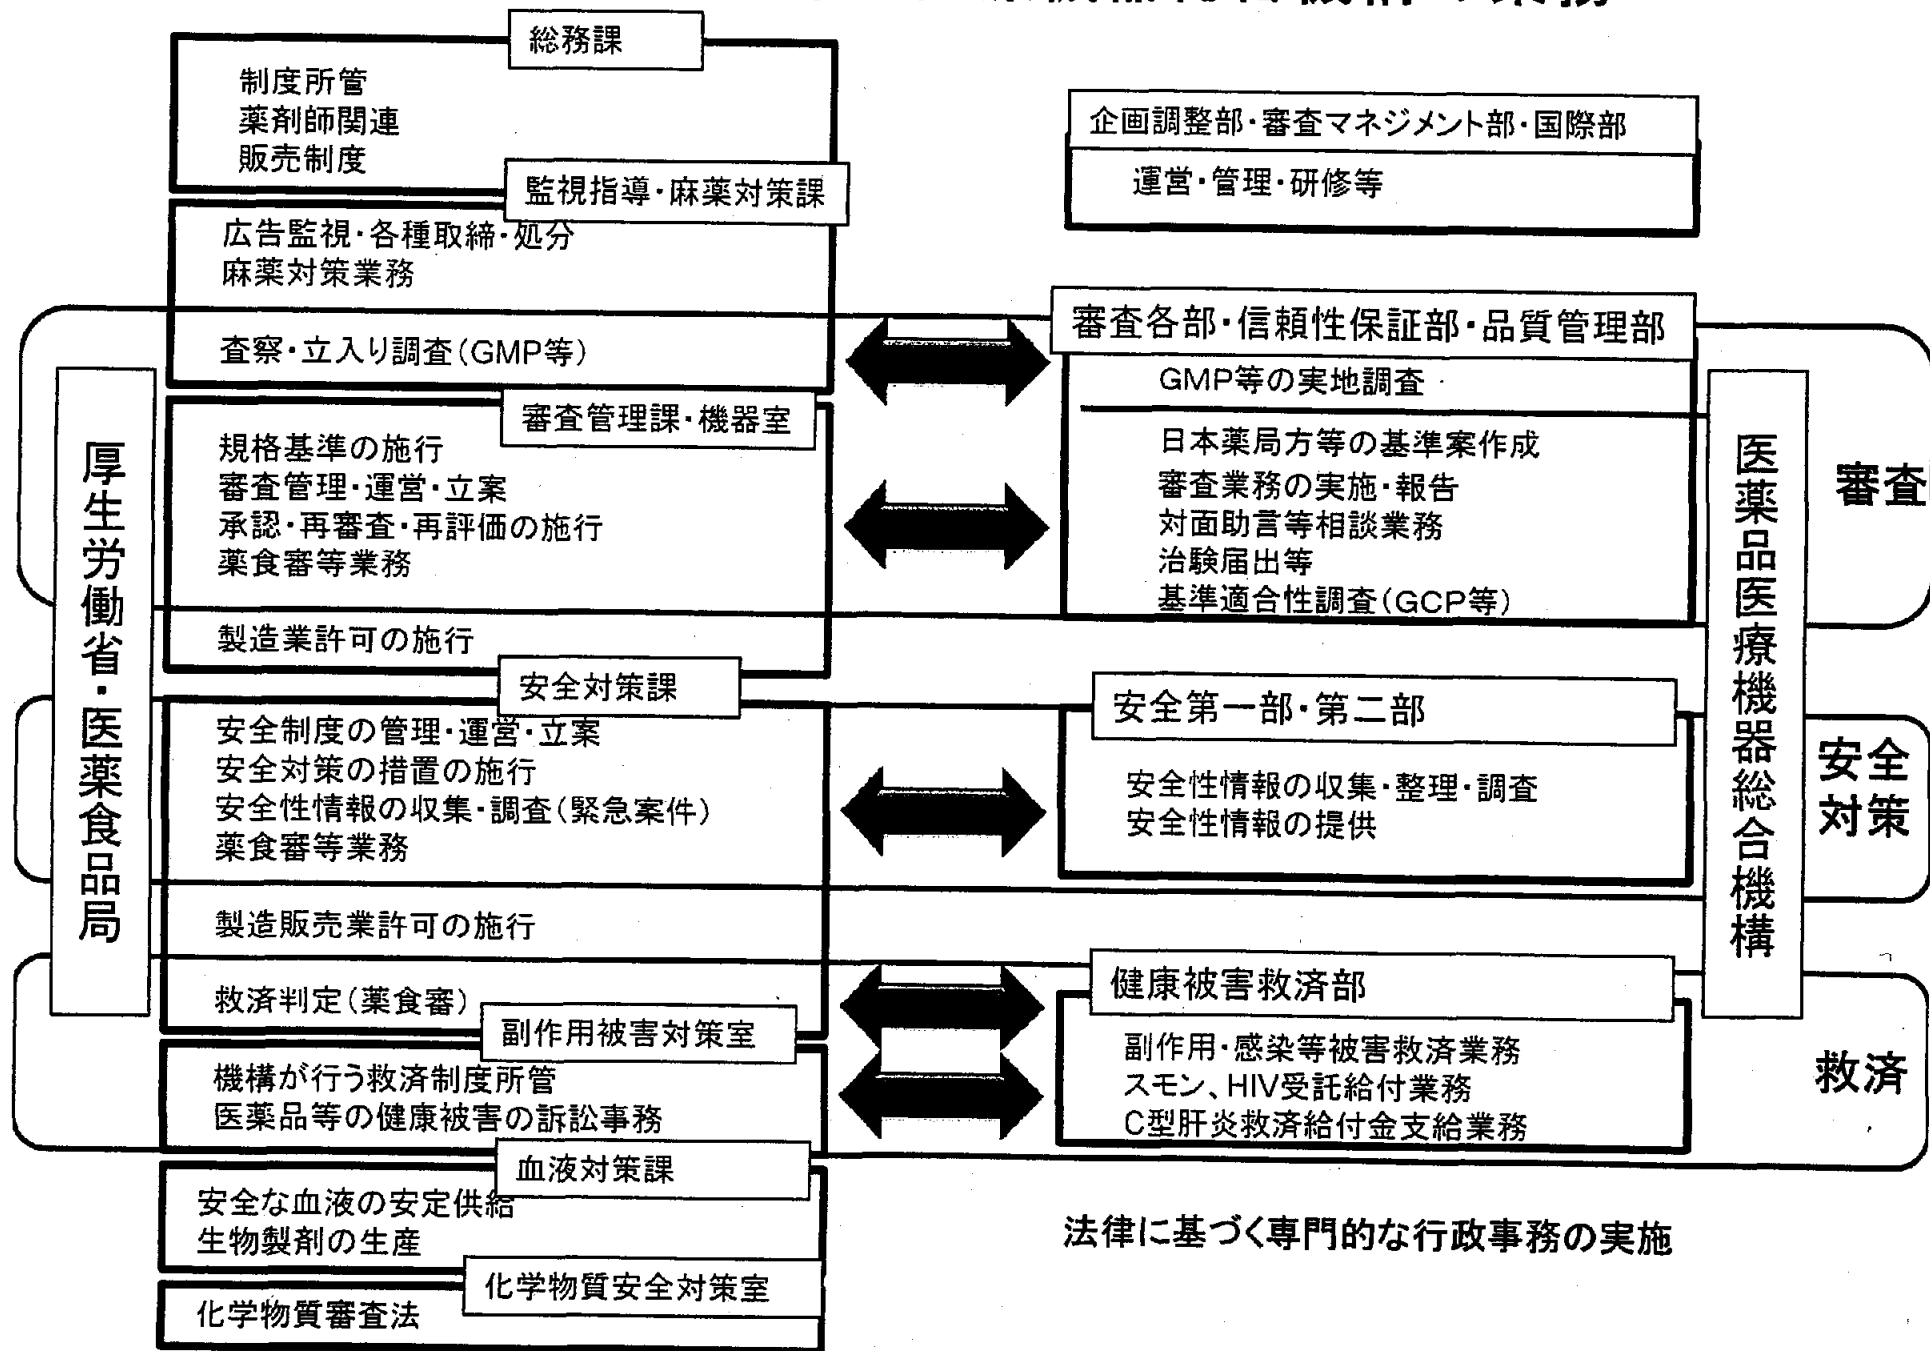 総務課
制度所管
薬剤師関連
販売制度
監視指導・麻薬対策課
広告監視・各種取締・処分
麻薬対策業務
査察・立入り調査(GMP等)
審査管理課・機器室
規格基準の施行
審査管理・運営・立案
承認・再審査・再評価の施行
薬食審等業務
製造業許可の施行
安全対策課
安全制度の管理・運営・立案
安全対策の措置の施行
安全性情報の収集・調査(緊急案件)
薬食審等業務
製造販売業許可の施行
救済判定(薬食審)
副作用被害対策室
機構が行う救済制度所管
医薬品等の健康被害の訴訟事務
血液対策課
安全な血液の安定供給
生物製剤の生産
化学物質安全対策室
化学物質審査法
厚生労働省・医薬食品局
企画調整部・審査マネジメント部・国際部
運営・管理・研修等
審査各部・信頼性保証部・品質管理部
GMP等の実地調査
日本薬局方等の基準案作成
審査業務の実施・報告
対面助言等相談業務
治験届出等
基準適合性調査(GCP等)
安全第一部・第二部
安全性情報の収集・整理・調査
安全性情報の提供
健康被害救済部
副作用・感染等被害救済業務
スモン、HIV受託給付業務
C型肝炎救済給付金支給業務
医薬品医療機器総合機構
審査
安全
対策
救済
法律に基づく専門的な行政事務の実施